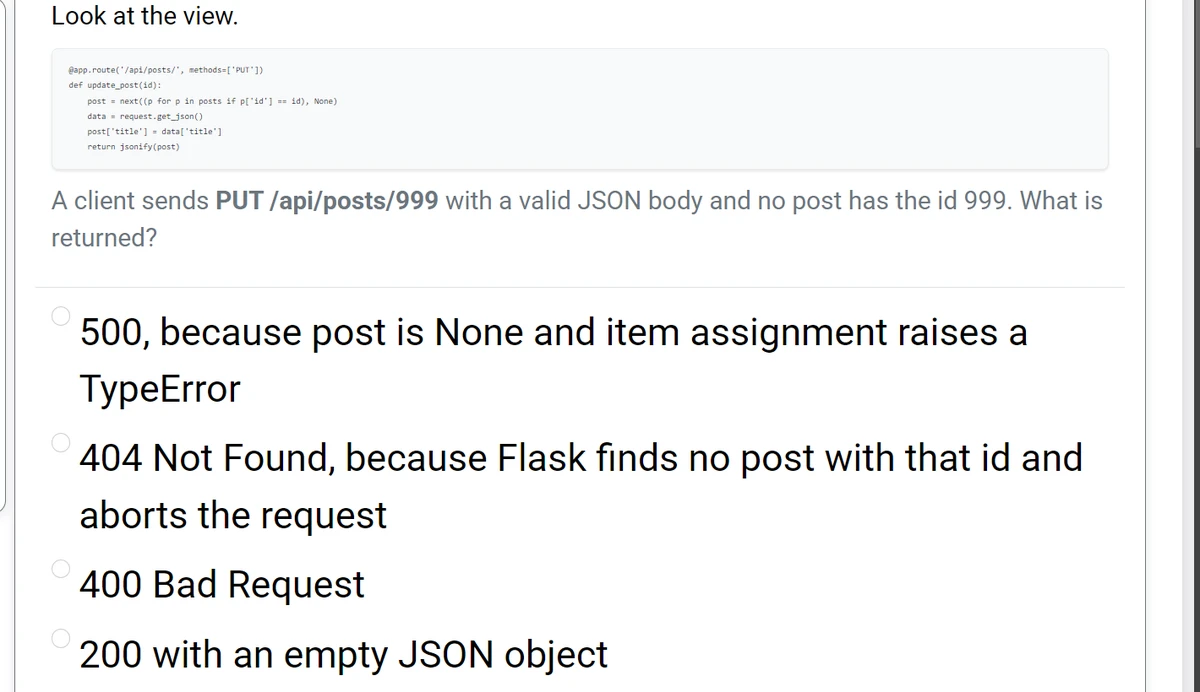 Look at the view.
@app.route('/api/posts/', methods=['PUT'])
def update_post(id):
    post = next((p for p in posts if p['id'] == id), None)
    data = request.get_json()
    post['title'] = data['title']
    return jsonify(post)
A client sends PUT /api/posts/999 with a valid JSON body and no post has the id 999. What is
returned?
500, because post is None and item assignment raises a
TypeError
404 Not Found, because Flask finds no post with that id and
aborts the request
400 Bad Request
200 with an empty JSON object